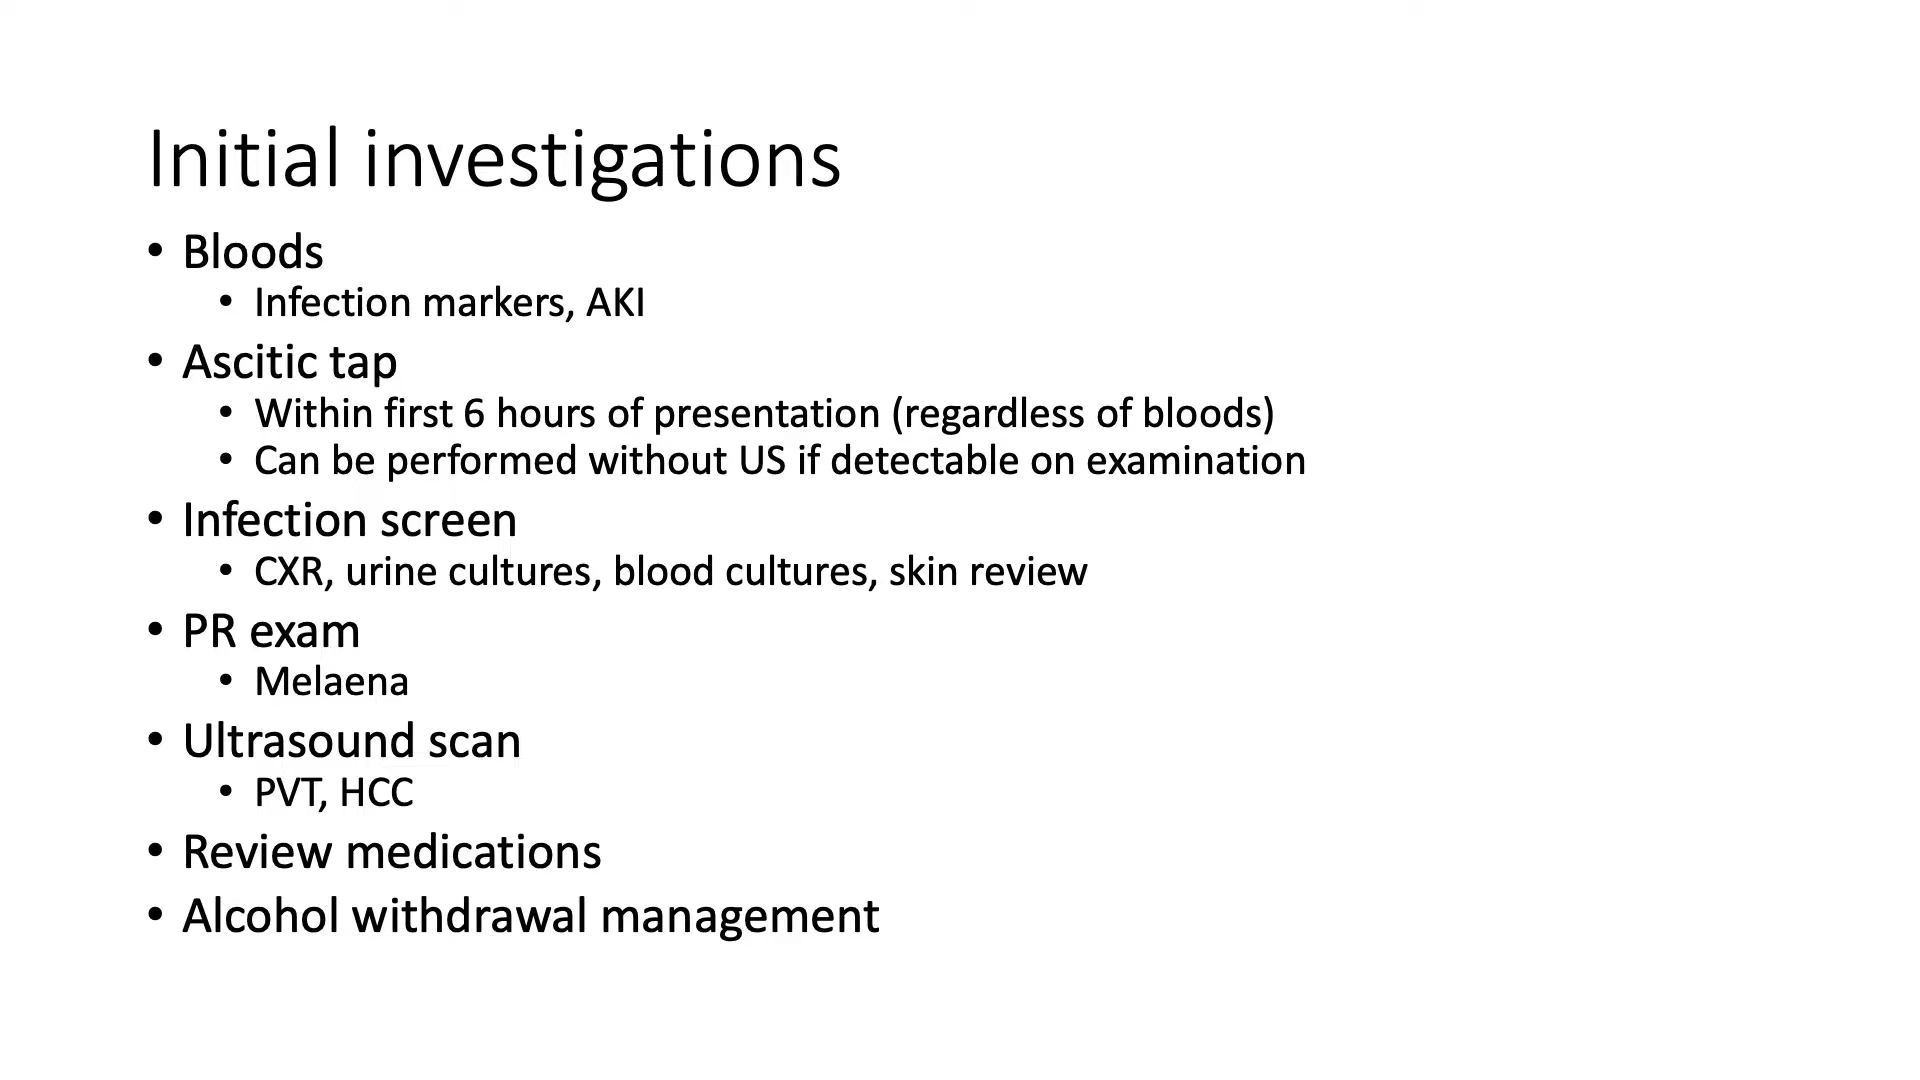 Initial investigations
• Bloods
• Infection markers, AKI
• Ascitic tap
• Within first 6 hours of presentation (regardless of bloods)
• Can be performed without US if detectable on examination
• Infection screen
• CXR, urine cultures, blood cultures, skin review
• PR exam
• Melaena
• Ultrasound scan
• PVT, HCC
• Review medications
• Alcohol withdrawal management